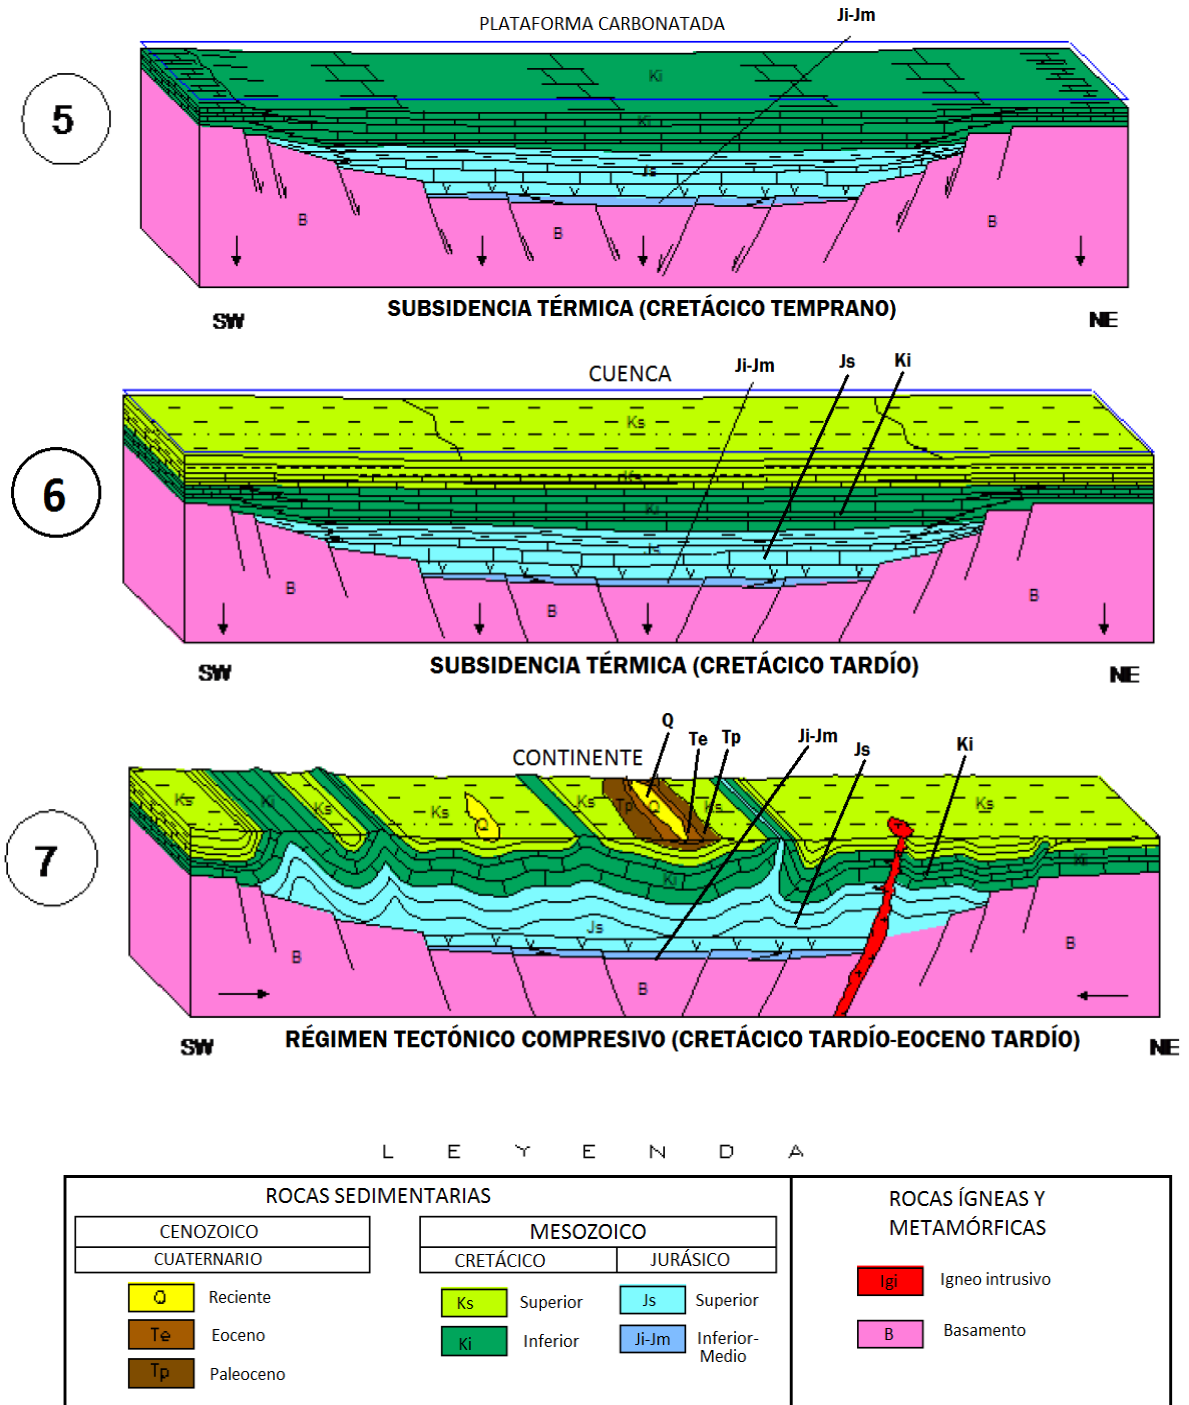 PLATAFORMA CARBONATADA
Ji-Jm
5
Ki
Ki
Js
B
B
B
SUBSIDENCIA TÉRMICA (CRETÁCICO TEMPRANO)
SW
NE
CUENCA
Ji-Jm
Js
Ki
6
Ks
Ks
Ki
Js
B
B
B
SUBSIDENCIA TÉRMICA (CRETÁCICO TARDÍO)
SW
NE
CONTINENTE
Q
Te
Tp
Ji-Jm
Js
Ki
7
Ks
Ki
Ks
Ks
Q
Ks
Tp
Q
Ks
Ks
Ki
Ki
Js
B
B
B
RÉGIMEN TECTÓNICO COMPRESIVO (CRETÁCICO TARDÍO-EOCENO TARDÍO)
SW
NE
L E Y E N D A
ROCAS SEDIMENTARIAS
CENOZOICO
CUATERNARIO
Q Reciente
Te Eoceno
Tp Paleoceno
MESOZOICO
CRETÁCICO JURÁSICO
Ks Superior
Js Superior
Ki Inferior
Ji-Jm Inferior-
Medio
ROCAS ÍGNEAS Y
METAMÓRFICAS
Igi Igneo intrusivo
B Basamento